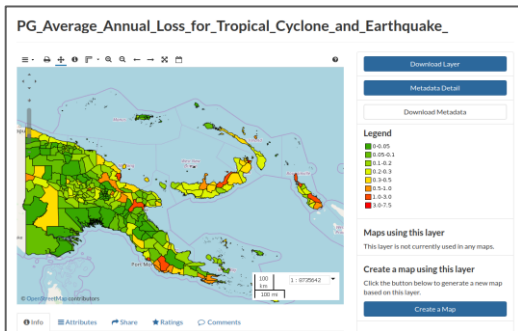 PG_Average_Annual_Loss_for_Tropical_Cyclone_and_Earthquake_
Download Layer
Metadata Detail
Download Metadata
Legend
0-0.05
0.05-0.1
0.1-0.2
0.2-0.3
0.3-0.5
0.5-1.0
1.0-3.0
3.0-7.5
Maps using this layer
This layer is not currently used in any maps.
Create a map using this layer
Click the button below to generate a new map
based on this layer.
Create a Map
100
km
100 mi
1 : 8735642
© OpenStreetMap contributors
Info
Attributes
Share
Ratings
Comments